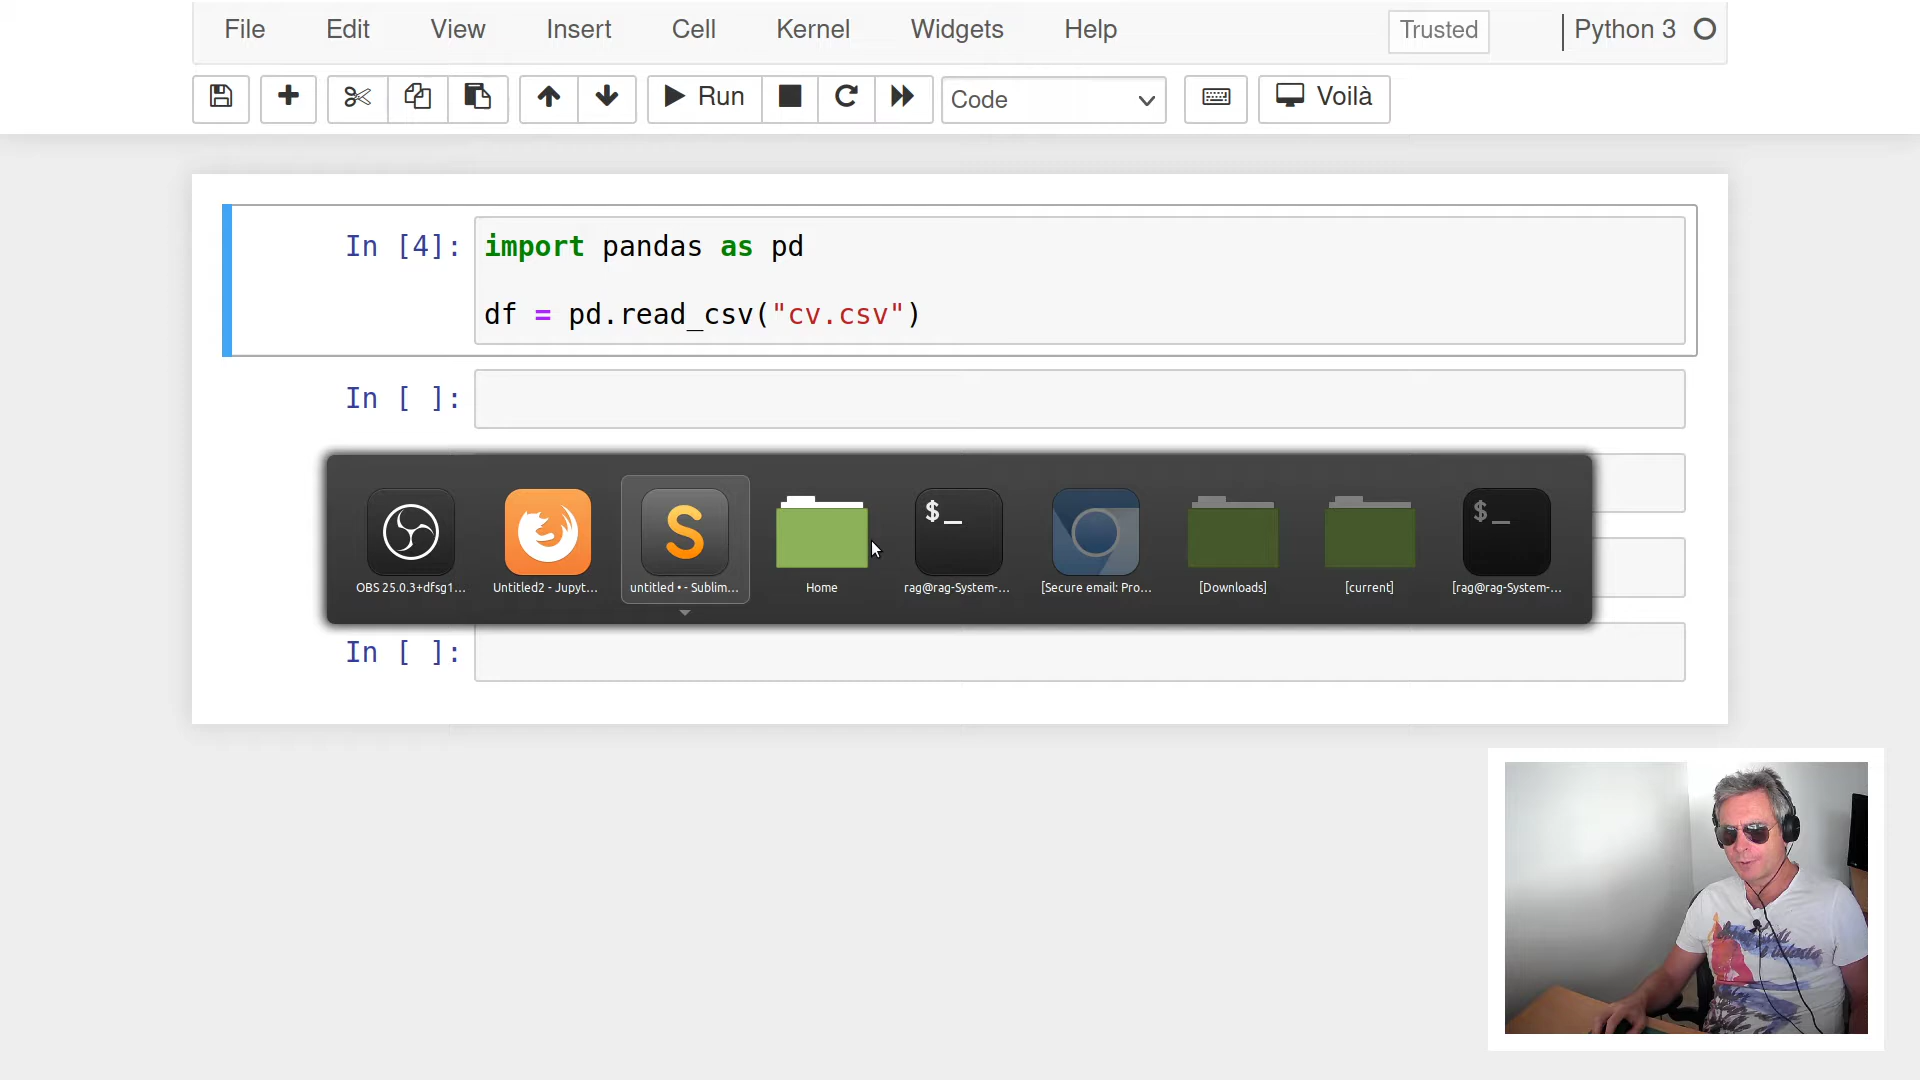 File Edit View Insert Cell Kernel Widgets Help Trusted Python 3
Run Code Voilà
In [4]: import pandas as pd
df = pd.read_csv("cv.csv")
In [ ]:
$_ $_
OBS 25.0.3+dfsg1... Untitled2 - Jupyt... untitled • - Sublim... Home rag@rag-System-... [Secure email: Pro... [Downloads] [current] [rag@rag-System-...
In [ ]: